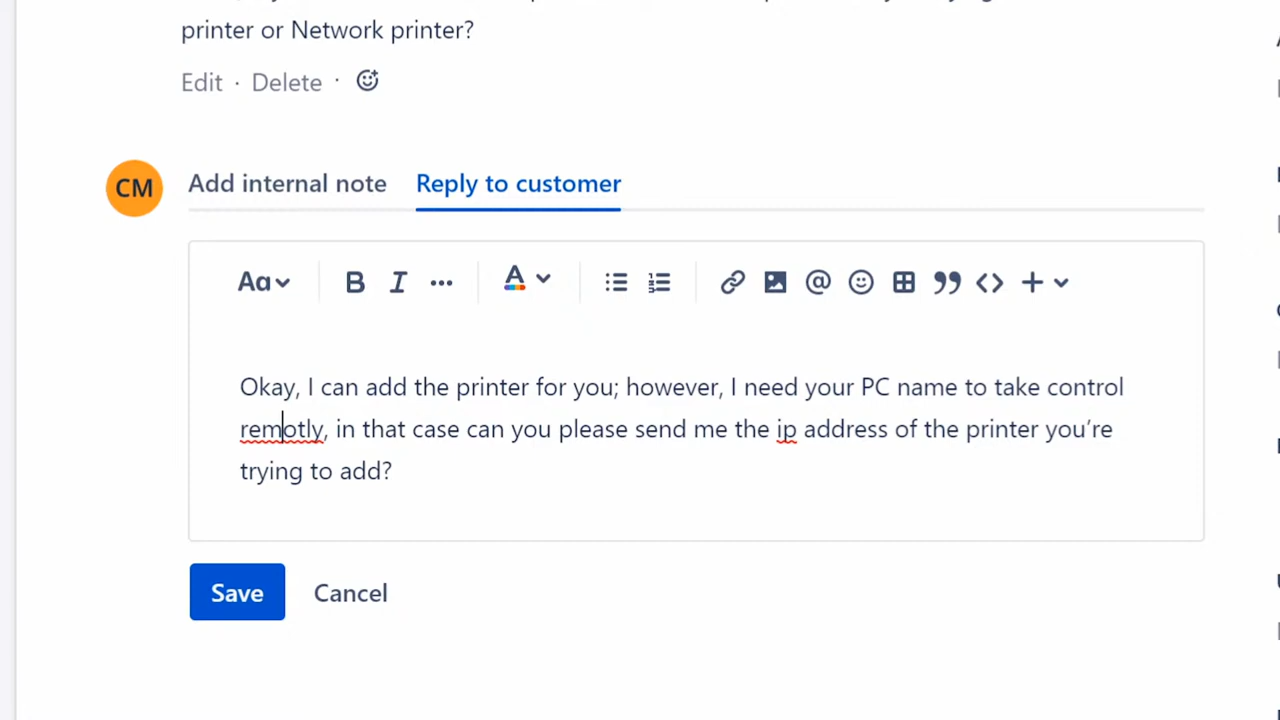 printer or Network printer?
Edit · Delete ·
CM Add internal note Reply to customer
Aa B I ... A @
Okay, I can add the printer for you; however, I need your PC name to take control
remotly, in that case can you please send me the ip address of the printer you’re
trying to add?
Save Cancel